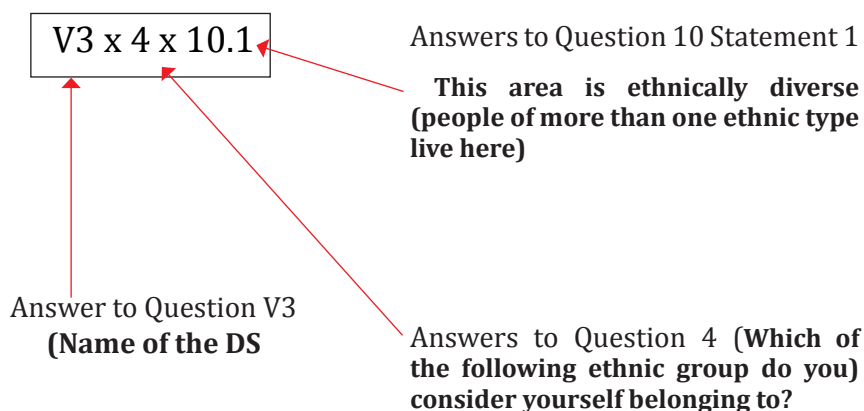 V3 x 4 x 10.1
Answers to Question 10 Statement 1
This area is ethnically diverse
(people of more than one ethnic type
live here)
Answer to Question V3
(Name of the DS
Answers to Question 4 (Which of
the following ethnic group do you)
consider yourself belonging to?